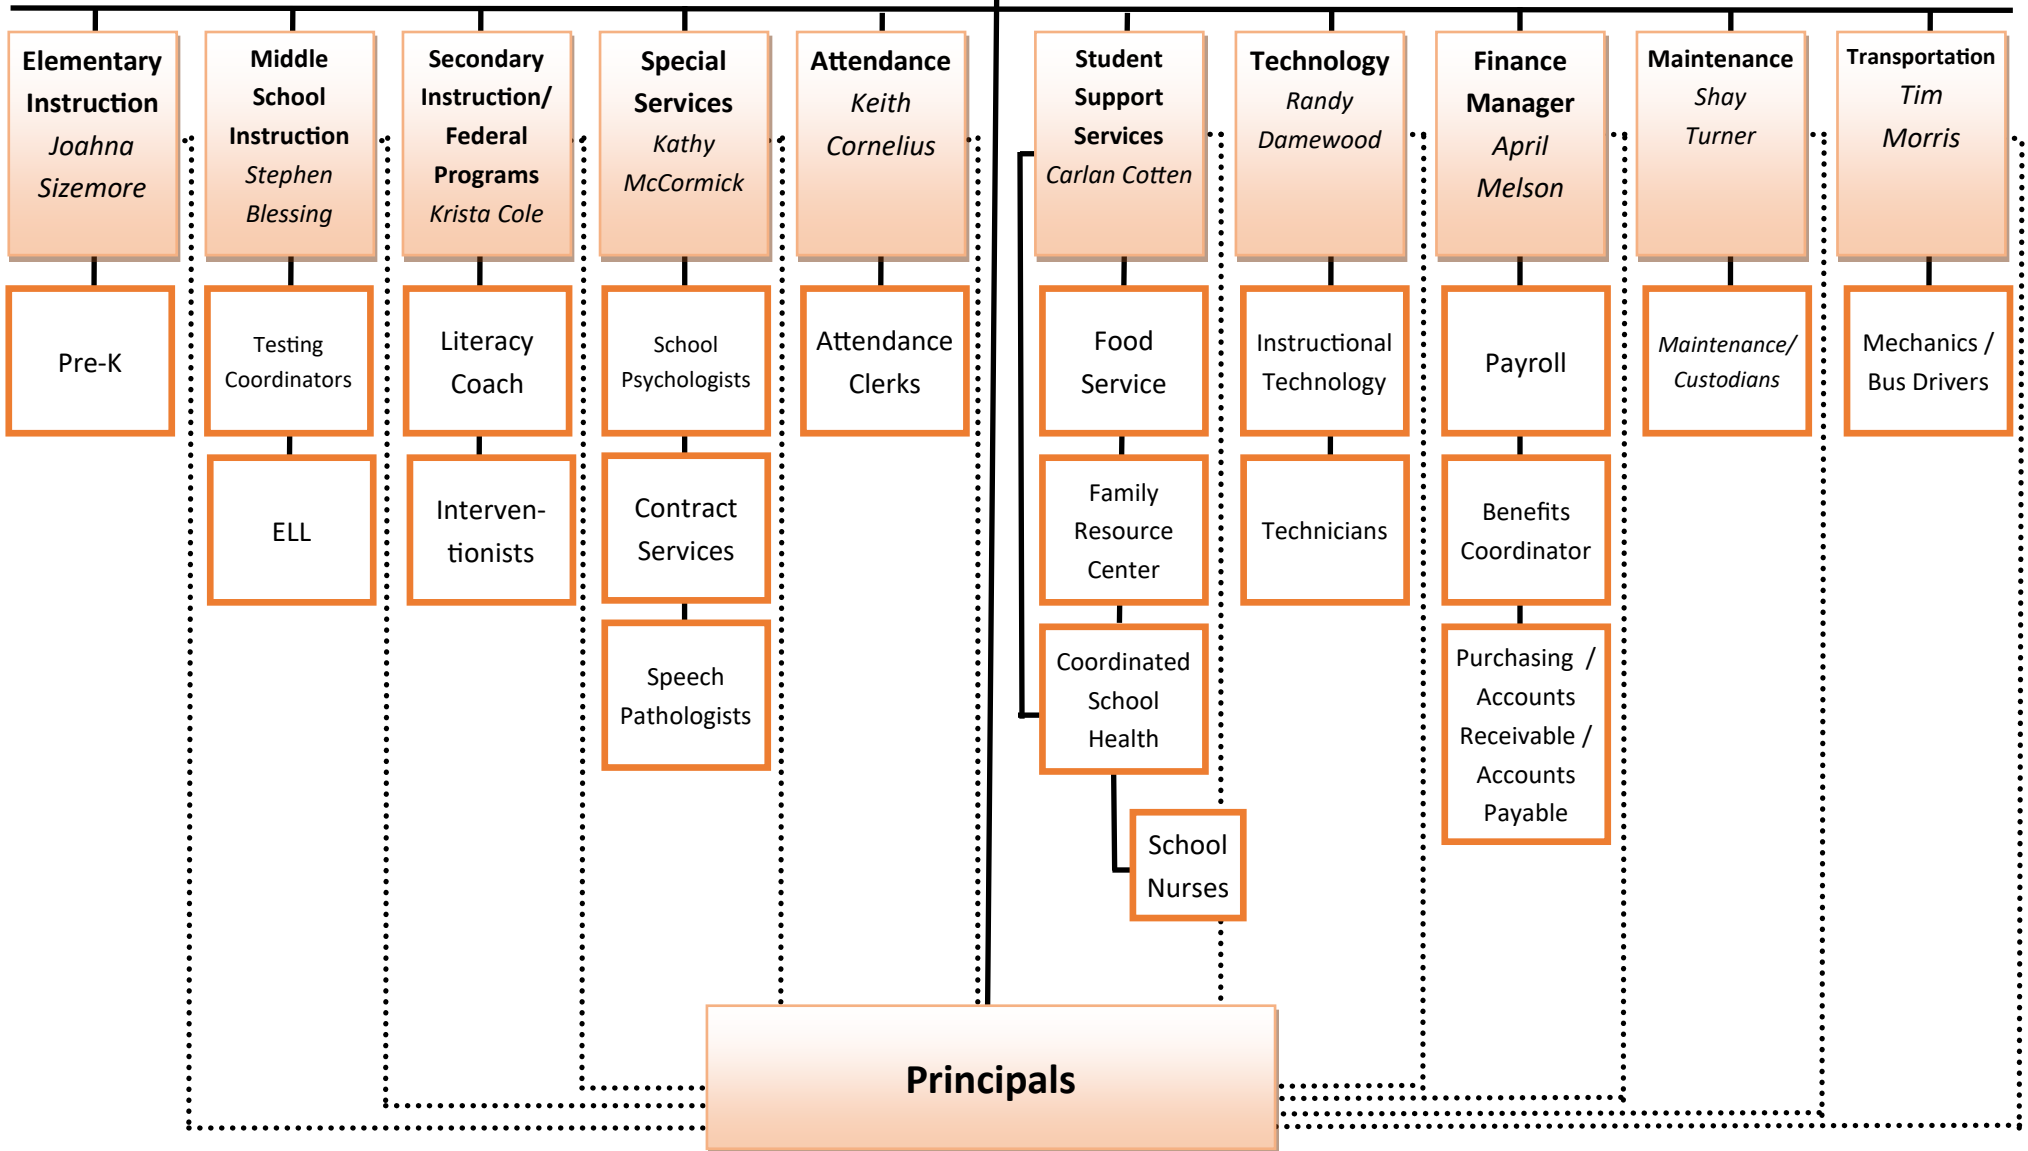 Elementary
Instruction
Joahna
Sizemore
Middle
School
Instruction
Stephen
Blessing
Secondary
Instruction/
Federal
Programs
Krista Cole
Special
Services
Kathy
McCormick
Attendance
Keith
Cornelius
Student
Support
Services
Carlan Cotten
Technology
Randy
Damewood
Finance
Manager
April
Melson
Maintenance
Shay
Turner
Transportation
Tim
Morris
Pre-K
Testing
Coordinators
Literacy
Coach
School
Psychologists
Attendance
Clerks
Food
Service
Instructional
Technology
Payroll
Maintenance/
Custodians
Mechanics /
Bus Drivers
ELL
Interven-
tionists
Contract
Services
Family
Resource
Center
Technicians
Benefits
Coordinator
Speech
Pathologists
Coordinated
School
Health
Purchasing /
Accounts
Receivable /
Accounts
Payable
School
Nurses
Principals